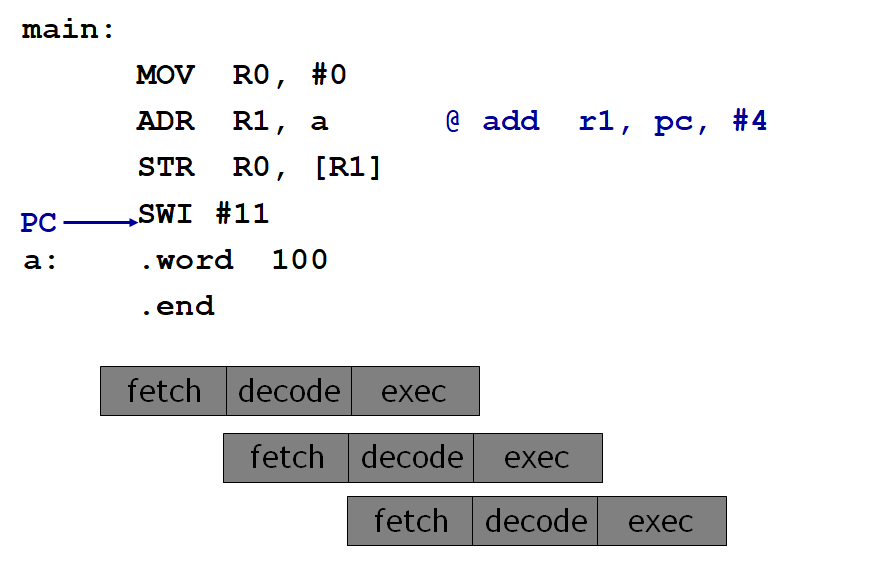 main:
MOV R0, #0
ADR R1, a @ add r1, pc, #4
STR R0, [R1]
PC SWI #11
a: .word 100
.end
fetch decode exec
fetch decode exec
fetch decode exec